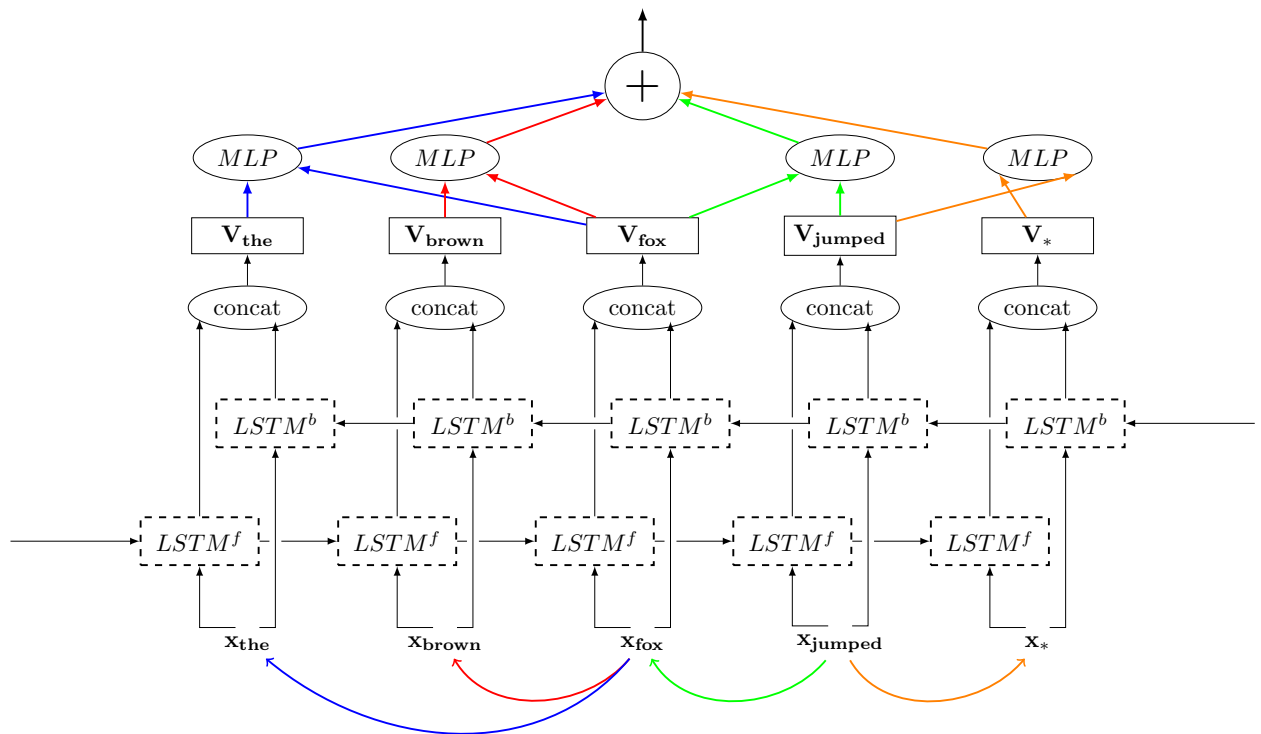 +
MLP MLP MLP MLP
V_the V_brown V_fox V_jumped V_*
concat concat concat concat concat
LSTM^b LSTM^b LSTM^b LSTM^b LSTM^b
LSTM^f LSTM^f LSTM^f LSTM^f LSTM^f
x_the x_brown x_fox x_jumped x_*